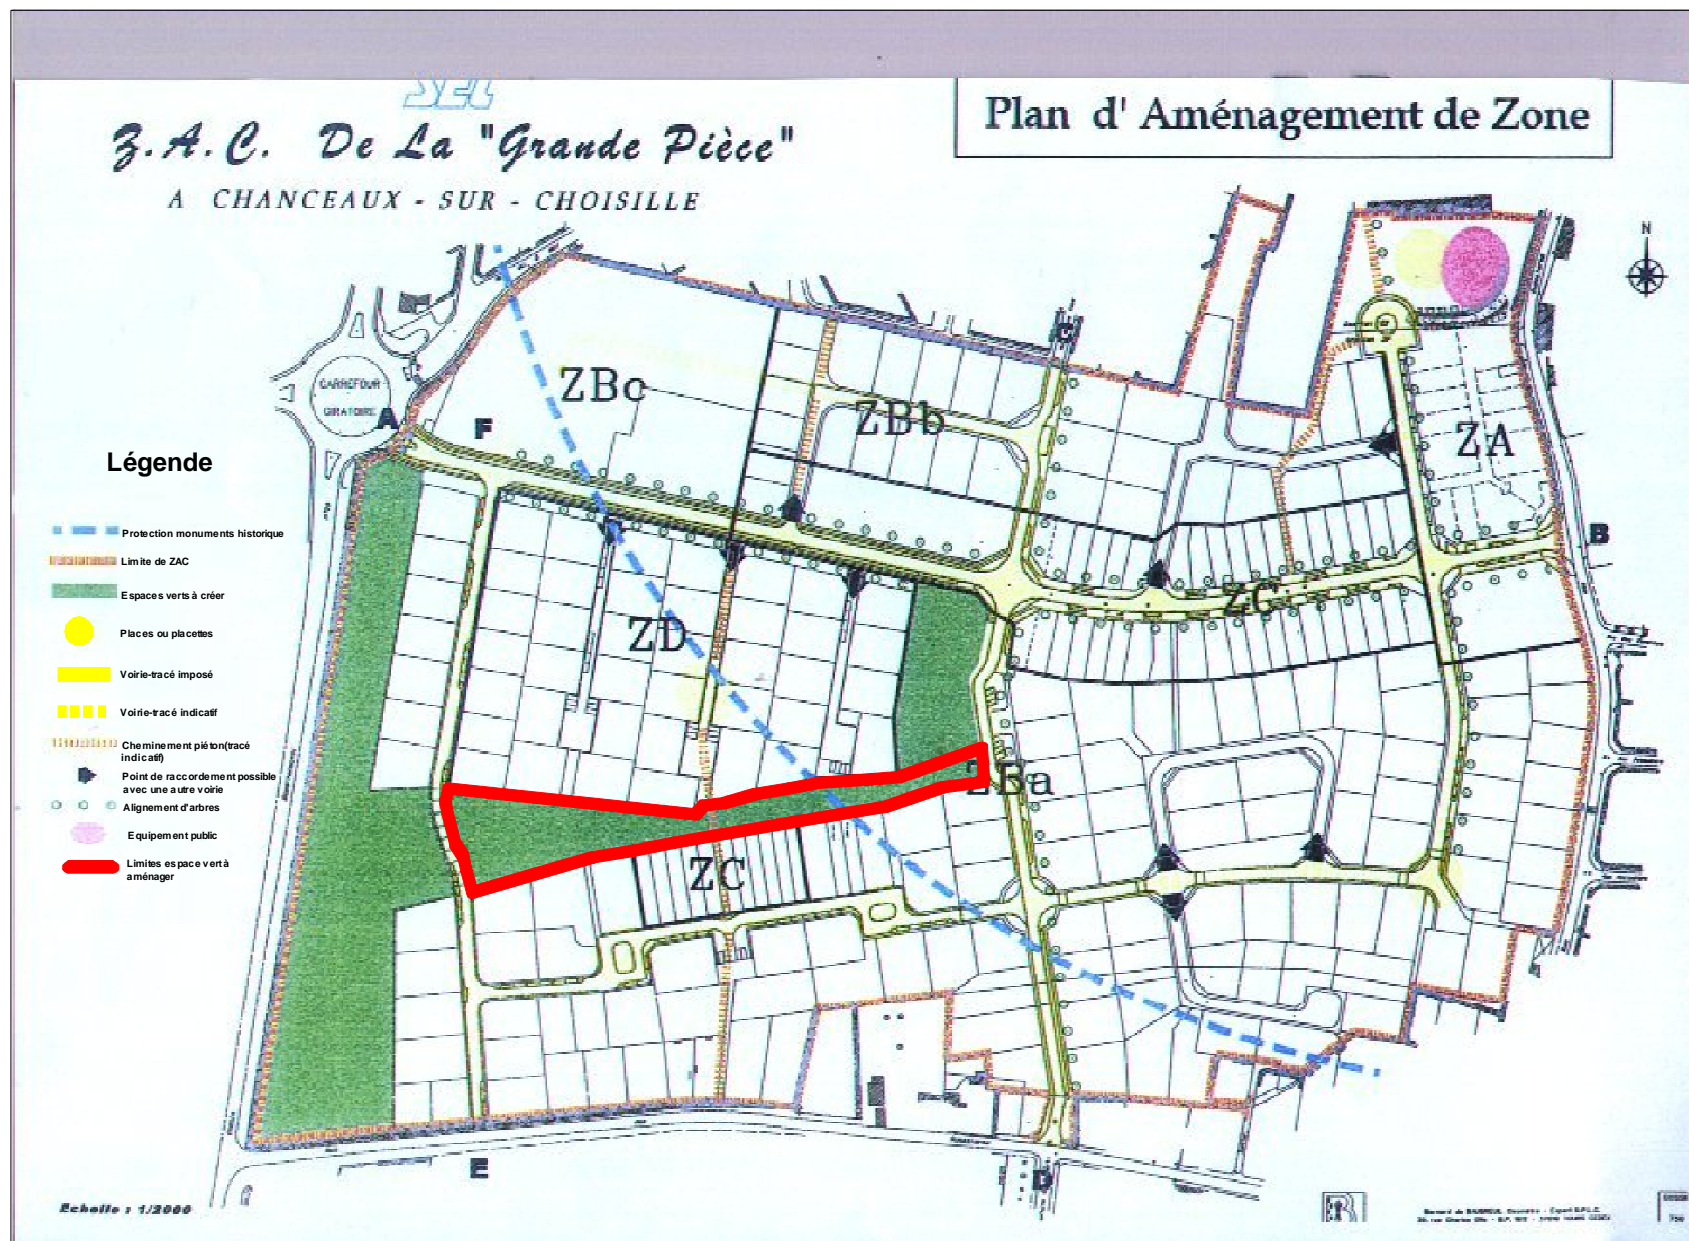 SEL
Z.A.C. De La "Grande Pièce"
A CHANCEAUX - SUR - CHOISILLE
Plan d' Aménagement de Zone
N
CARREFOUR
GIRATOIRE
A
F
G
B
ZBc
ZBb
ZA
ZC
ZD
ZBa
ZC
E
D
Légende
Protection monuments historique
Limite de ZAC
Espaces verts à créer
Places ou placettes
Voirie-tracé imposé
Voirie-tracé indicatif
Cheminement piéton(tracé
indicatif)
Point de raccordement possible
avec une autre voirie
Alignement d'arbres
Equipement public
Limites espace vert à
aménager
Echelle : 1/2000